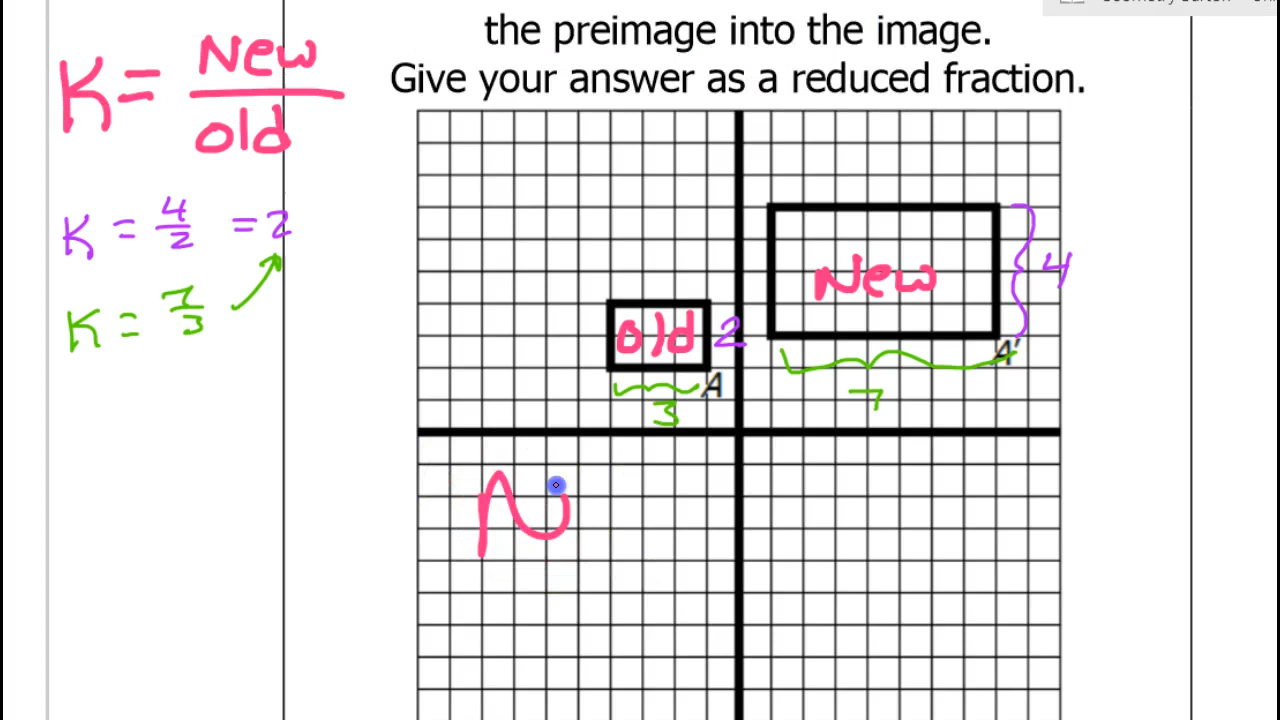 the preimage into the image.
Give your answer as a reduced fraction.
K = New
old
K = 4/2 = 2
K = 7/3
New
4
A'
7
old
2
A
3
N